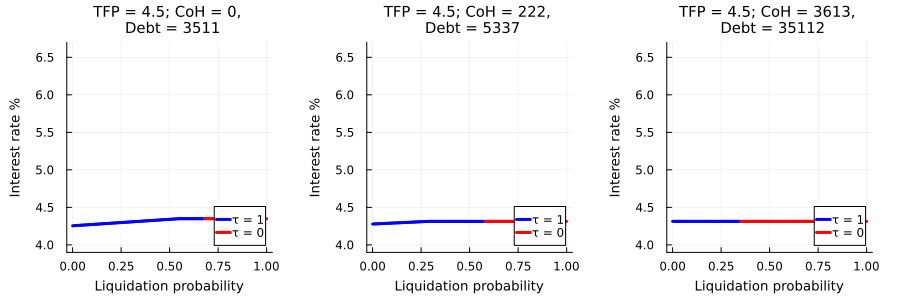 TFP = 4.5; CoH = 0,
Debt = 3511
Interest rate %
6.5
6.0
5.5
5.0
4.5
4.0
τ = 1
τ = 0
0.00 0.25 0.50 0.75 1.00
Liquidation probability
TFP = 4.5; CoH = 222,
Debt = 5337
Interest rate %
6.5
6.0
5.5
5.0
4.5
4.0
τ = 1
τ = 0
0.00 0.25 0.50 0.75 1.00
Liquidation probability
TFP = 4.5; CoH = 3613,
Debt = 35112
Interest rate %
6.5
6.0
5.5
5.0
4.5
4.0
τ = 1
τ = 0
0.00 0.25 0.50 0.75 1.00
Liquidation probability